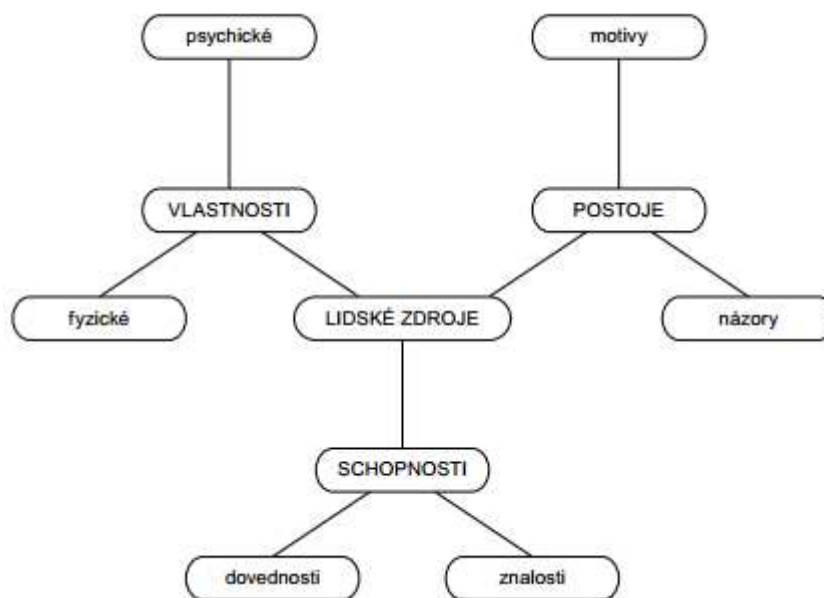 psychické
motivy
VLASTNOSTI
POSTOJE
fyzické
LIDSKÉ ZDROJE
názory
SCHOPNOSTI
dovednosti
znalosti